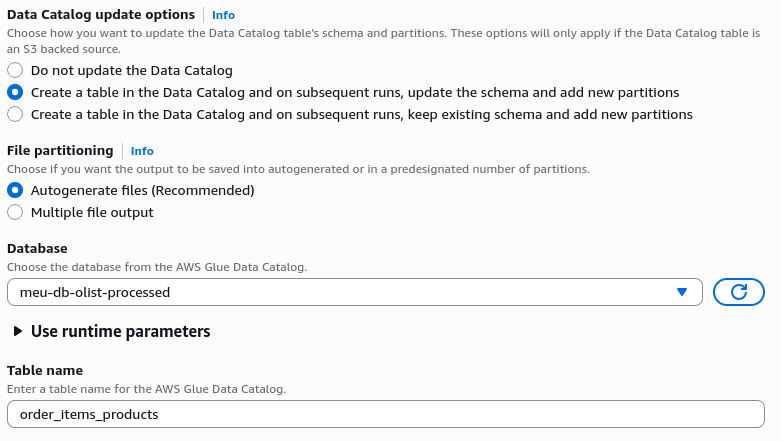 Data Catalog update options Info
Choose how you want to update the Data Catalog table's schema and partitions. These options will only apply if the Data Catalog table is
an S3 backed source.
Do not update the Data Catalog
Create a table in the Data Catalog and on subsequent runs, update the schema and add new partitions
Create a table in the Data Catalog and on subsequent runs, keep existing schema and add new partitions
File partitioning Info
Choose if you want the output to be saved into autogenerated or in a predesignated number of partitions.
Autogenerate files (Recommended)
Multiple file output
Database
Choose the database from the AWS Glue Data Catalog.
meu-db-olist-processed
Use runtime parameters
Table name
Enter a table name for the AWS Glue Data Catalog.
order_items_products